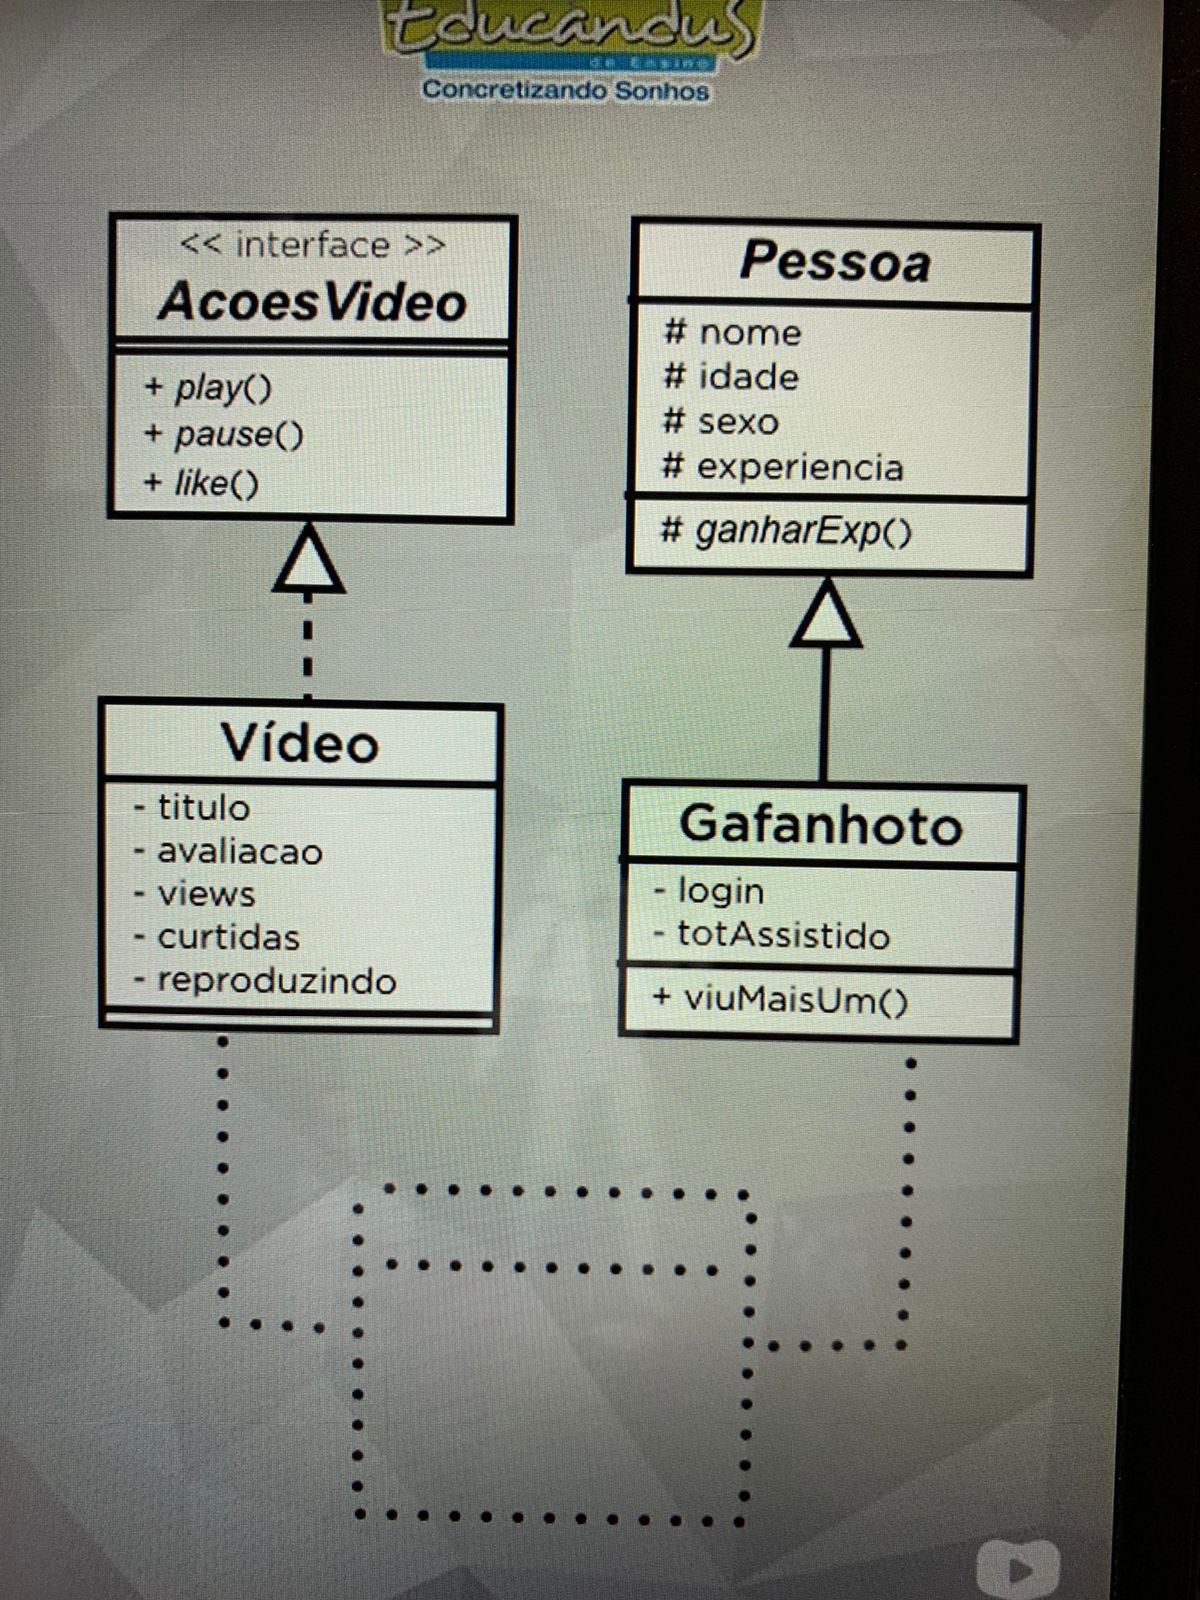 Educandus
de Ensino
Concretizando Sonhos
<< interface >>
AcoesVideo
+ play()
+ pause()
+ like()
Pessoa
# nome
# idade
# sexo
# experiencia
# ganharExp()
Vídeo
- titulo
- avaliacao
- views
- curtidas
- reproduzindo
Gafanhoto
- login
- totAssistido
+ viuMaisUm()